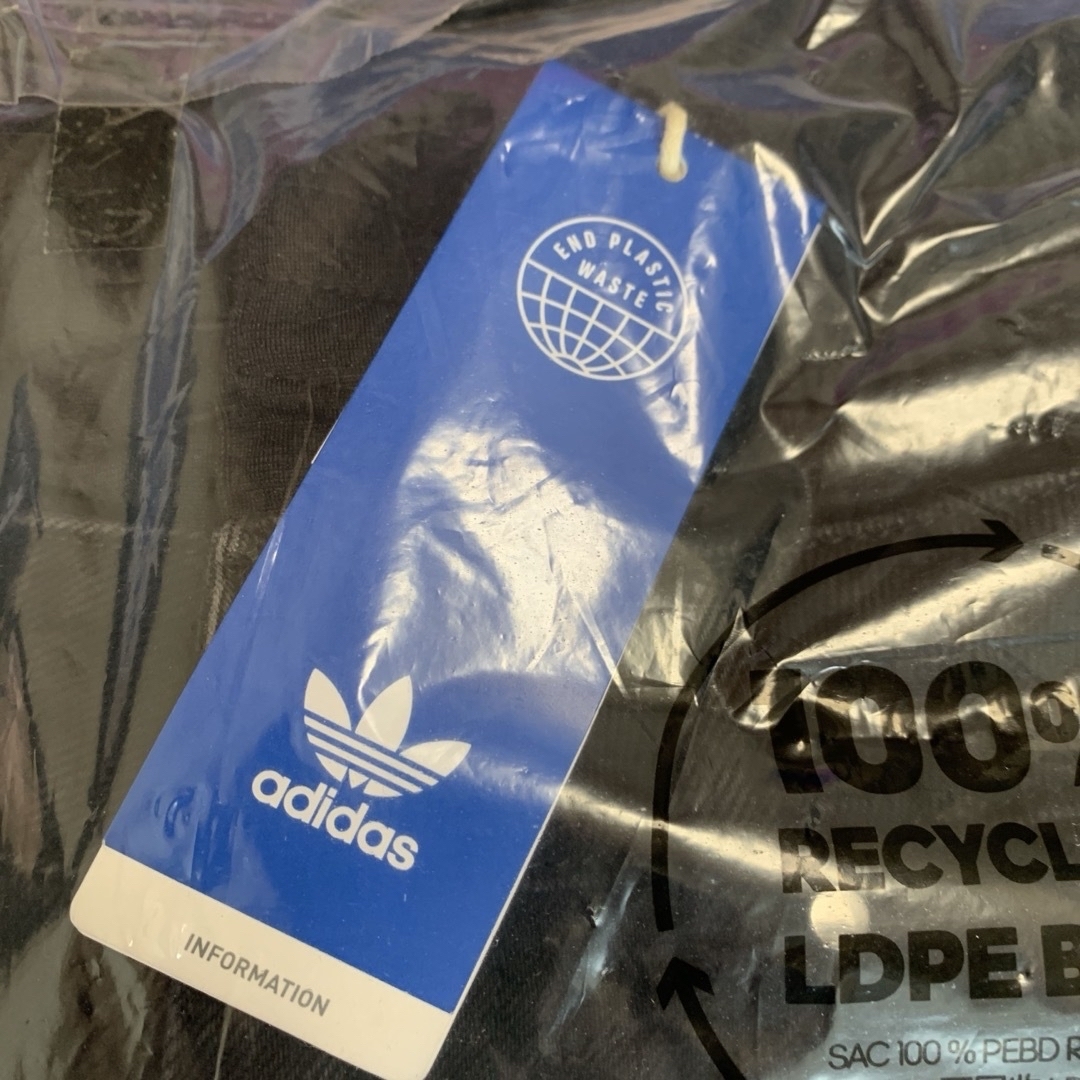 END PLASTIC
WASTE
adidas
INFORMATION
100%
RECYCL
LDPE B
SAC 100 % PEBD R